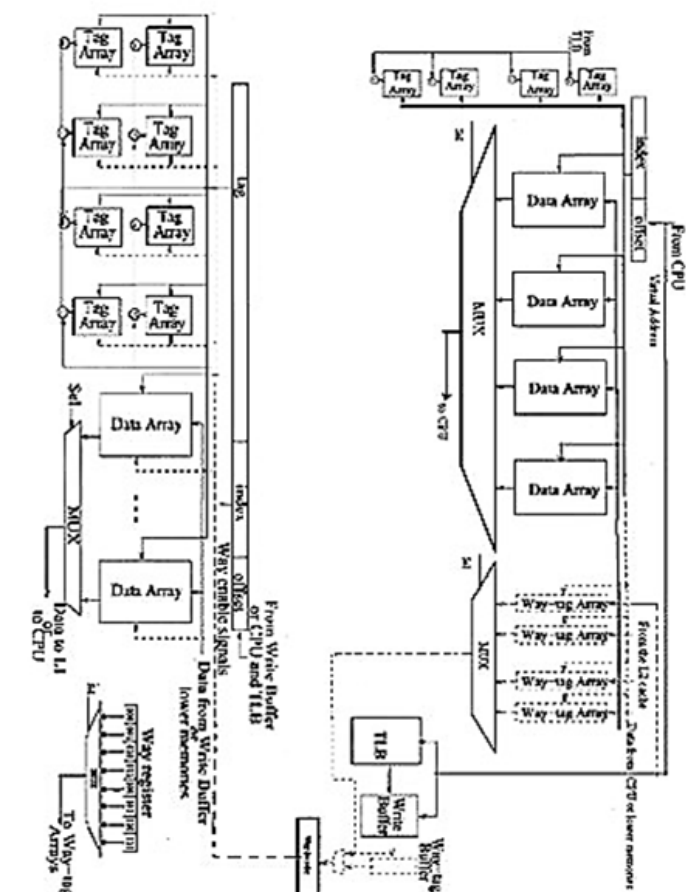 Tag
Array
Tag
Array
Tag
Array
Tag
Array
Tag
Array
Tag
Array
Tag
Array
Tag
Array
tag
index
offset
Data Array
Data Array
Sel
MUX
Data to L1
or
to CPU
Way enable signals
From Write Buffer
or CPU and TLB
Data from Write Buffer
or
lower memories
Way register
Sel
MUX
To Way-tag
Arrays
From
TLB
Tag
Array
Tag
Array
Tag
Array
Tag
Array
index
offset
From CPU
Virtual Address
Sel
MUX
to CPU
Data Array
Data Array
Data Array
Data Array
Sel
MUX
Way-tag Array
Way-tag Array
Way-tag Array
Way-tag Array
From the L2 cache
Data from CPU or lower memories
TLB
Write
Buffer
Way-tag
Buffer